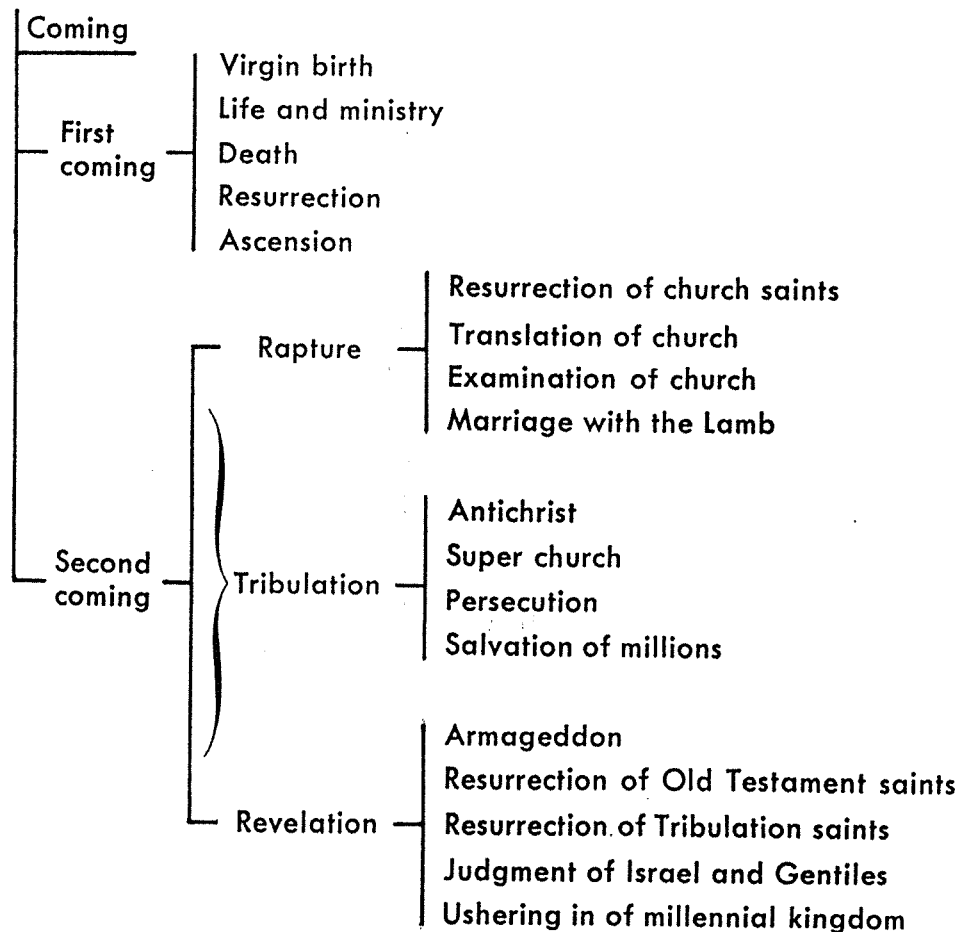 Coming
First
coming
Virgin birth
Life and ministry
Death
Resurrection
Ascension
Second
coming
Rapture
Resurrection of church saints
Translation of church
Examination of church
Marriage with the Lamb
Tribulation
Antichrist
Super church
Persecution
Salvation of millions
Revelation
Armageddon
Resurrection of Old Testament saints
Resurrection of Tribulation saints
Judgment of Israel and Gentiles
Ushering in of millennial kingdom